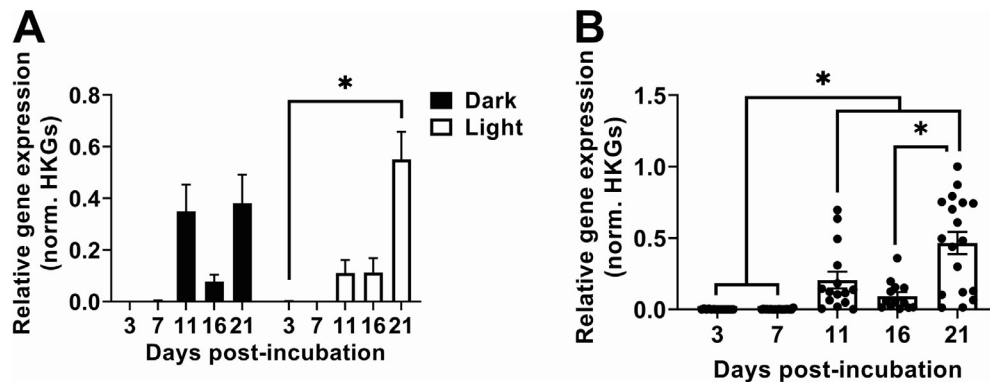 A
Relative gene expression
(norm. HKGs)
0.8
0.6
0.4
0.2
0.0
*
Dark
Light
3 7 11 16 21 3 7 11 16 21
Days post-incubation
B
Relative gene expression
(norm. HKGs)
1.5
1.0
0.5
0.0
*
*
3 7 11 16 21
Days post-incubation